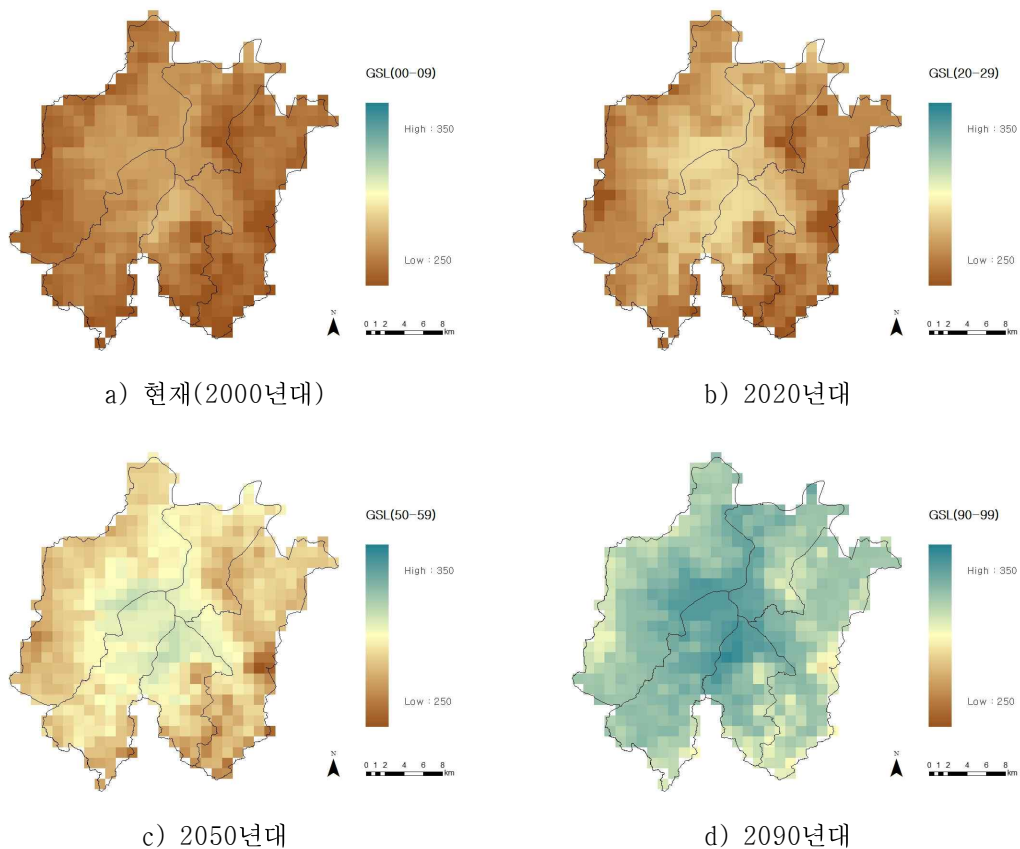 GSL(00-09)
High : 350
Low : 250
N
0 1 2 4 6 8
km
a) 현재(2000년대)
GSL(20-29)
High : 350
Low : 250
N
0 1 2 4 6 8
km
b) 2020년대
GSL(50-59)
High : 350
Low : 250
N
0 1 2 4 6 8
km
c) 2050년대
GSL(90-99)
High : 350
Low : 250
N
0 1 2 4 6 8
km
d) 2090년대